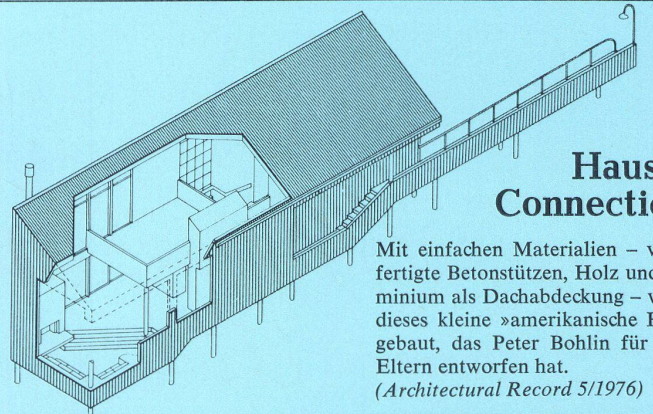 Haus
Connectic
Mit einfachen Materialien – v
fertigte Betonstützen, Holz und
minium als Dachabdeckung – v
dieses kleine »amerikanische H
gebaut, das Peter Bohlin für
Eltern entworfen hat.
(Architectural Record 5/1976)